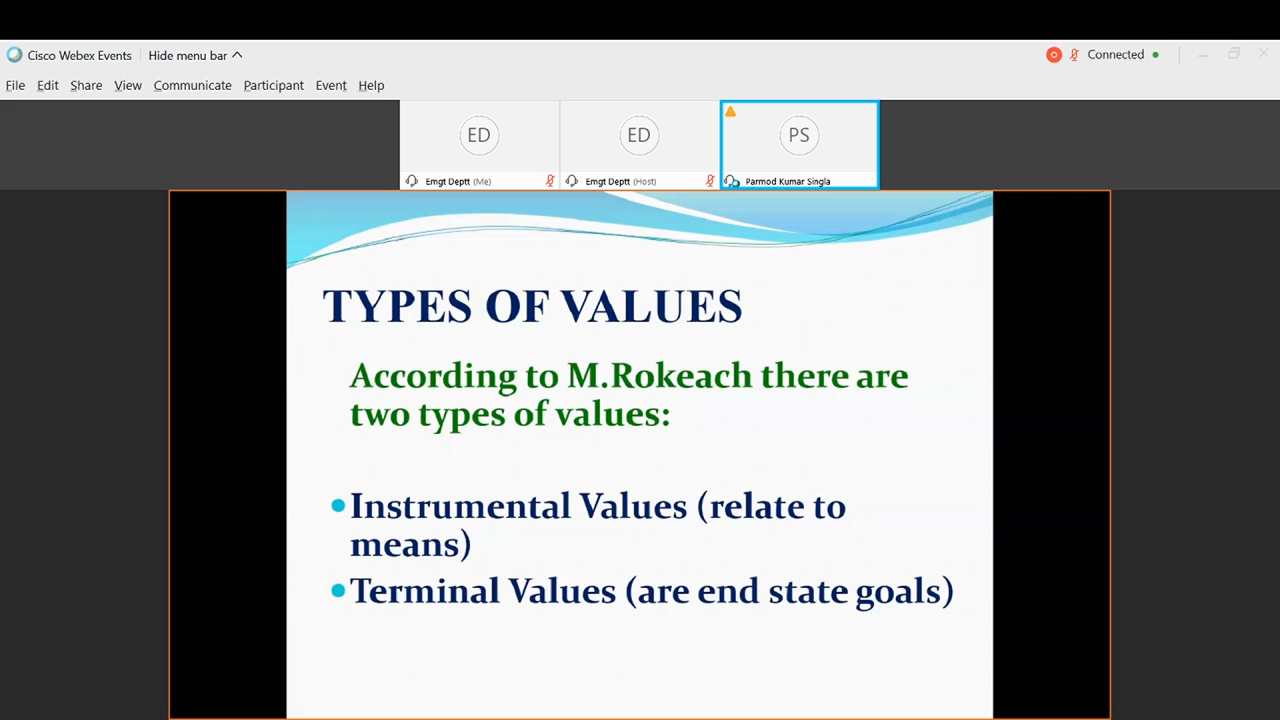 Cisco Webex Events Hide menu bar Connected
File Edit Share View Communicate Participant Event Help
ED ED PS
Emgt Deptt (Me) Emgt Deptt (Host) Parmod Kumar Singla
TYPES OF VALUES
According to M.Rokeach there are
two types of values:
•Instrumental Values (relate to
means)
•Terminal Values (are end state goals)